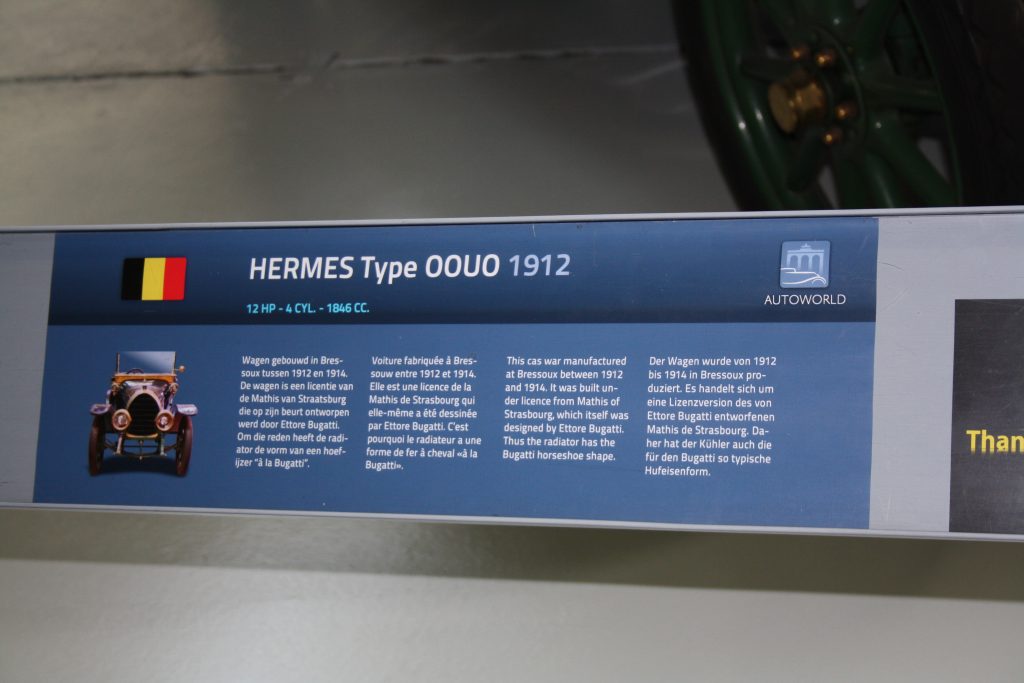 HERMES Type OOUO 1912
12 HP - 4 CYL. - 1846 CC.
AUTOWORLD
Wagen gebouwd in Bres-
soux tussen 1912 en 1914.
De wagen is een licentie van
de Mathis van Straatsburg
die op zijn beurt ontworpen
werd door Ettore Bugatti.
Om die reden heeft de radi-
ator de vorm van een hoef-
ijzer "à la Bugatti".
Voiture fabriquée à Bres-
souw entre 1912 et 1914.
Elle est une licence de la
Mathis de Strasbourg qui
elle-même a été dessinée
par Ettore Bugatti. C'est
pourquoi le radiateur a une
forme de fer à cheval «à la
Bugatti».
This cas war manufactured
at Bressoux between 1912
and 1914. It was built un-
der licence from Mathis of
Strasbourg, which itself was
designed by Ettore Bugatti.
Thus the radiator has the
Bugatti horseshoe shape.
Der Wagen wurde von 1912
bis 1914 in Bressoux pro-
duziert. Es handelt sich um
eine Lizenzversion des von
Ettore Bugatti entworfenen
Mathis de Strasbourg. Da-
her hat der Kühler auch die
für den Bugatti so typische
Hufeisenform.
Than